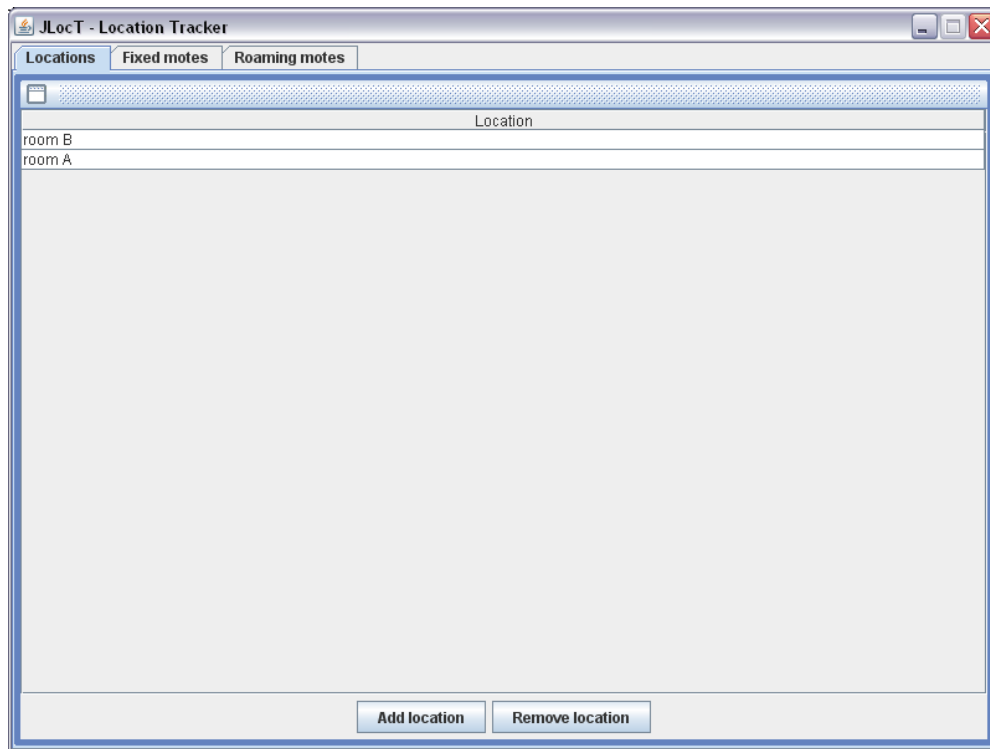 JLocT - Location Tracker
Locations Fixed motes Roaming motes
Location
room B
room A
Add location Remove location